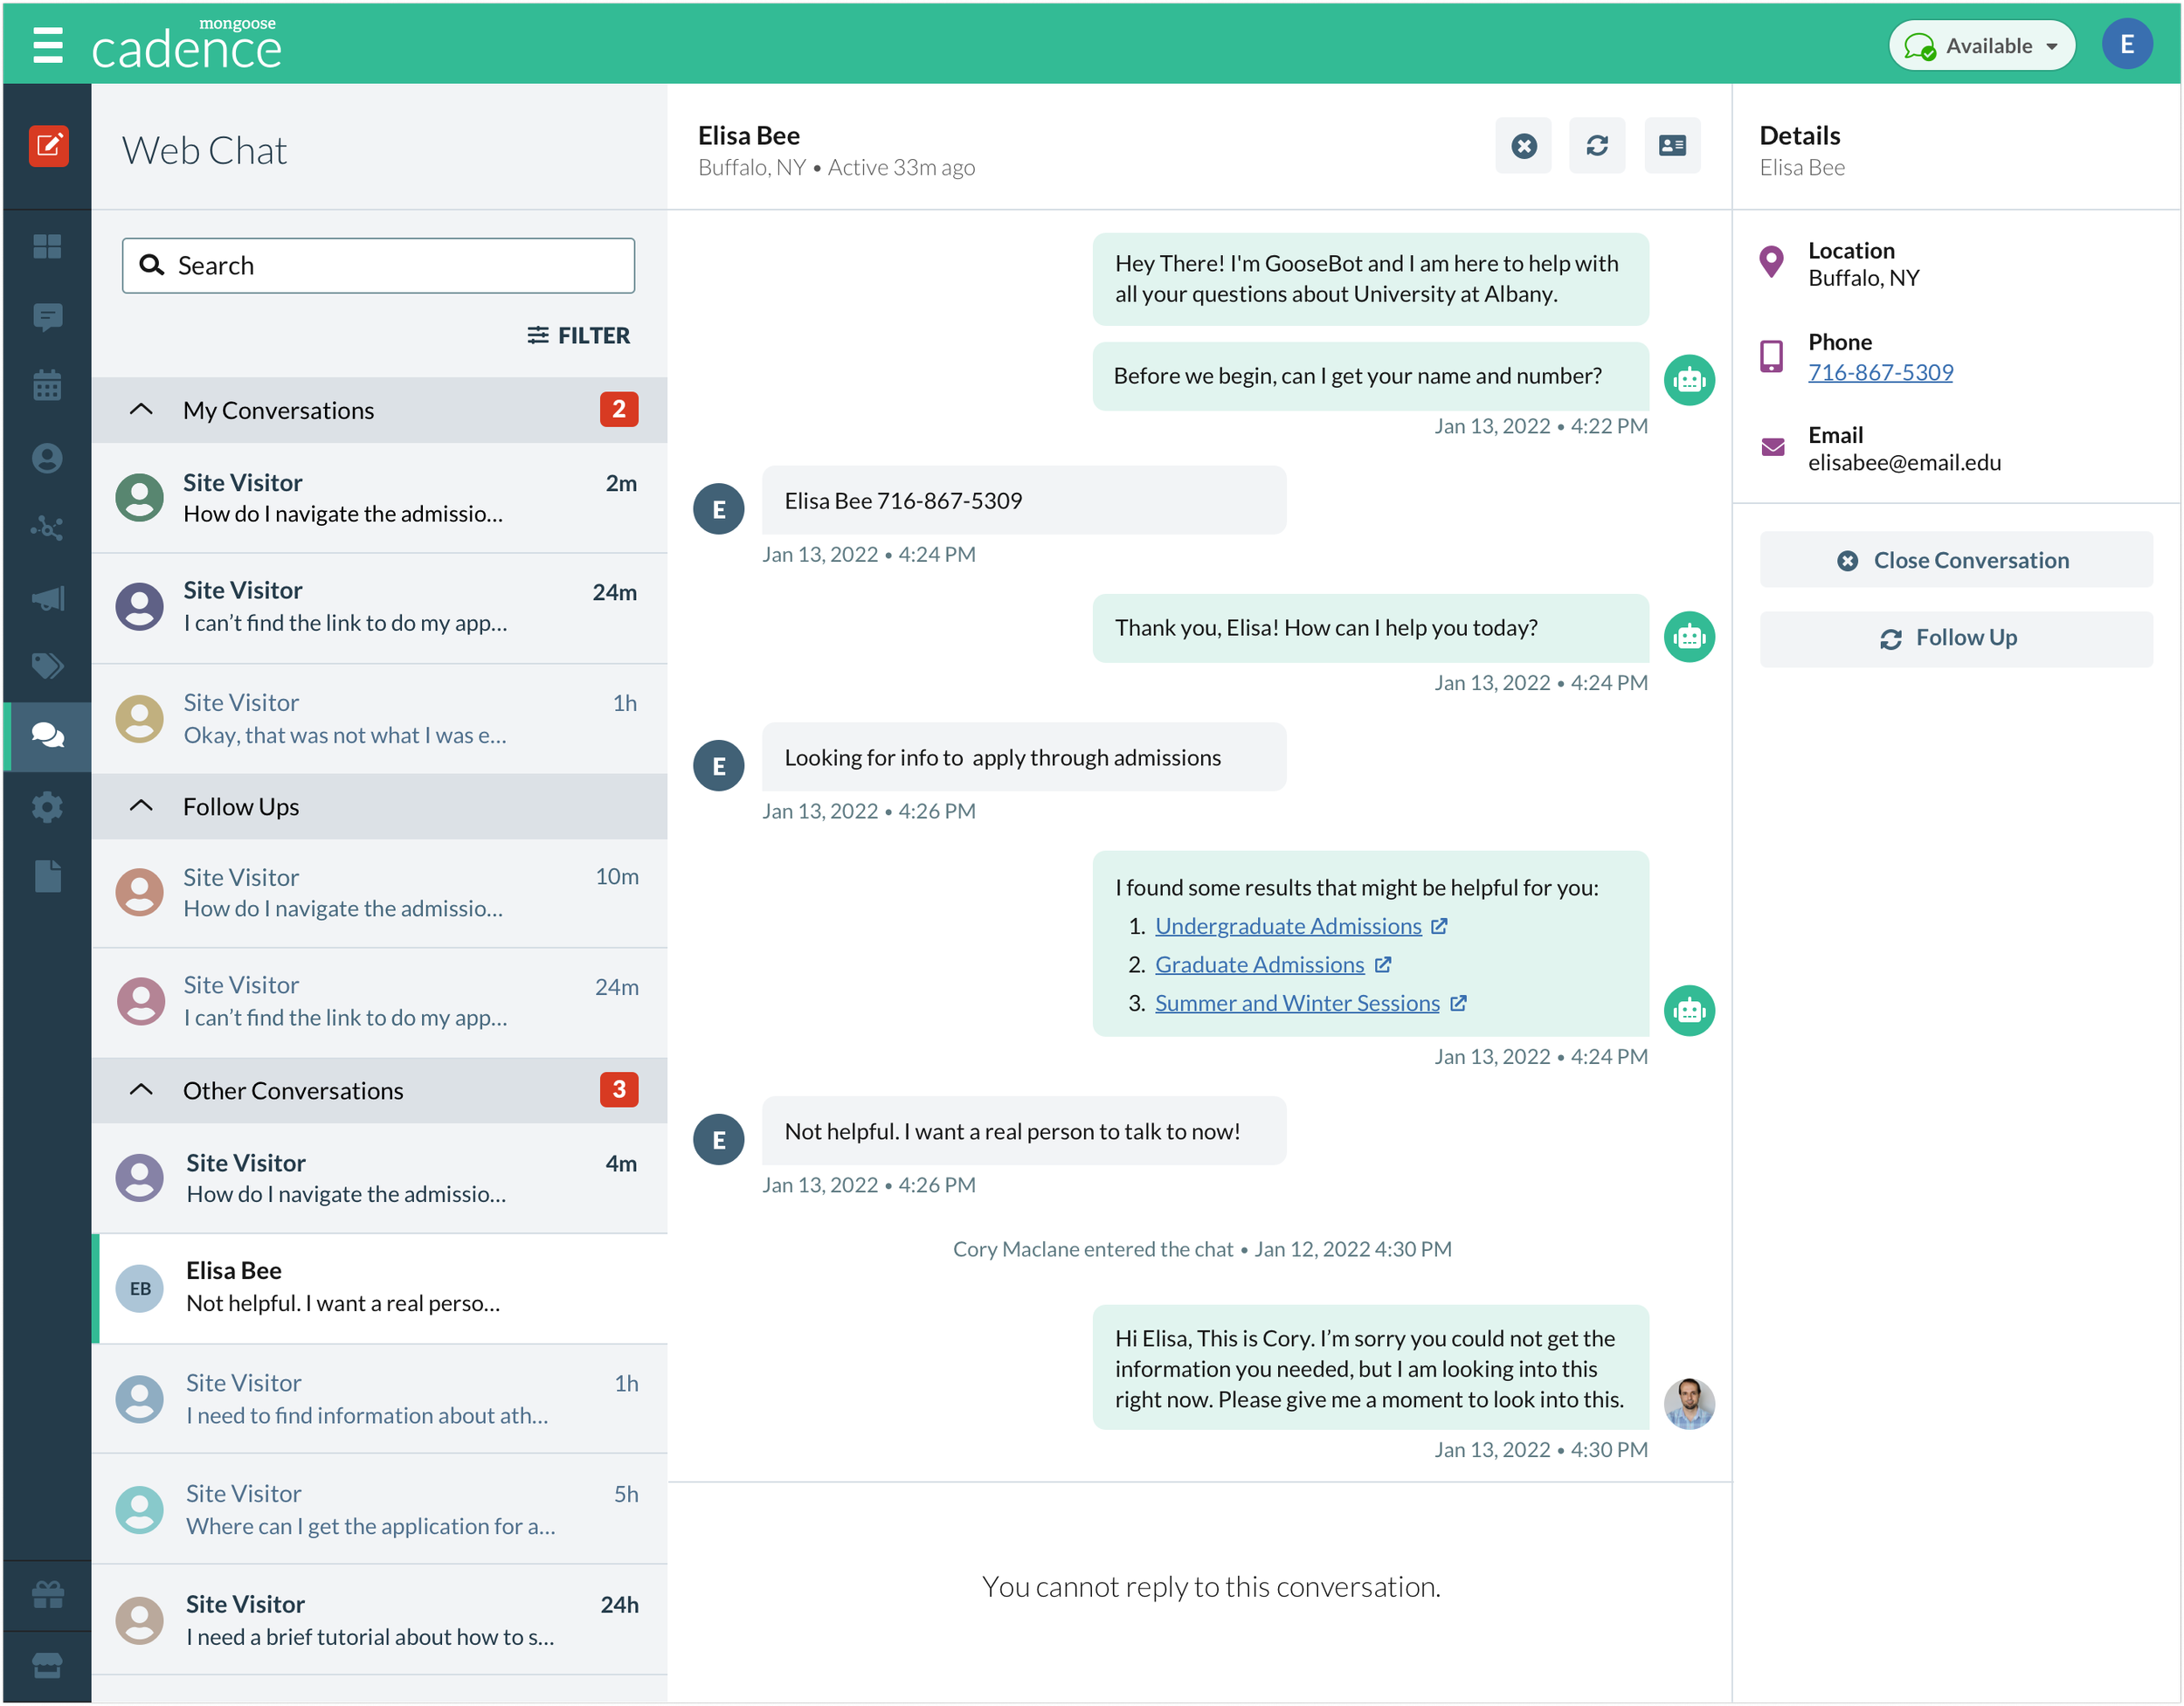 mongoose
cadence
Available
E
Web Chat
Search
FILTER
My Conversations 2
Site Visitor 2m
How do I navigate the admissio...
Site Visitor 24m
I can’t find the link to do my app...
Site Visitor 1h
Okay, that was not what I was e...
Follow Ups
Site Visitor 10m
How do I navigate the admissio...
Site Visitor 24m
I can’t find the link to do my app...
Other Conversations 3
Site Visitor 4m
How do I navigate the admissio...
EB
Elisa Bee
Not helpful. I want a real perso...
Site Visitor 1h
I need to find information about ath...
Site Visitor 5h
Where can I get the application for a...
Site Visitor 24h
I need a brief tutorial about how to s...
Elisa Bee
Buffalo, NY • Active 33m ago
Hey There! I'm GooseBot and I am here to help with
all your questions about University at Albany.
Before we begin, can I get your name and number?
Jan 13, 2022 • 4:22 PM
E
Elisa Bee 716-867-5309
Jan 13, 2022 • 4:24 PM
Thank you, Elisa! How can I help you today?
Jan 13, 2022 • 4:24 PM
E
Looking for info to  apply through admissions
Jan 13, 2022 • 4:26 PM
I found some results that might be helpful for you:
1. Undergraduate Admissions
2. Graduate Admissions
3. Summer and Winter Sessions
Jan 13, 2022 • 4:24 PM
E
Not helpful. I want a real person to talk to now!
Jan 13, 2022 • 4:26 PM
Cory Maclane entered the chat • Jan 12, 2022 4:30 PM
Hi Elisa, This is Cory. I’m sorry you could not get the
information you needed, but I am looking into this
right now. Please give me a moment to look into this.
Jan 13, 2022 • 4:30 PM
You cannot reply to this conversation.
Details
Elisa Bee
Location
Buffalo, NY
Phone
716-867-5309
Email
elisabee@email.edu
Close Conversation
Follow Up